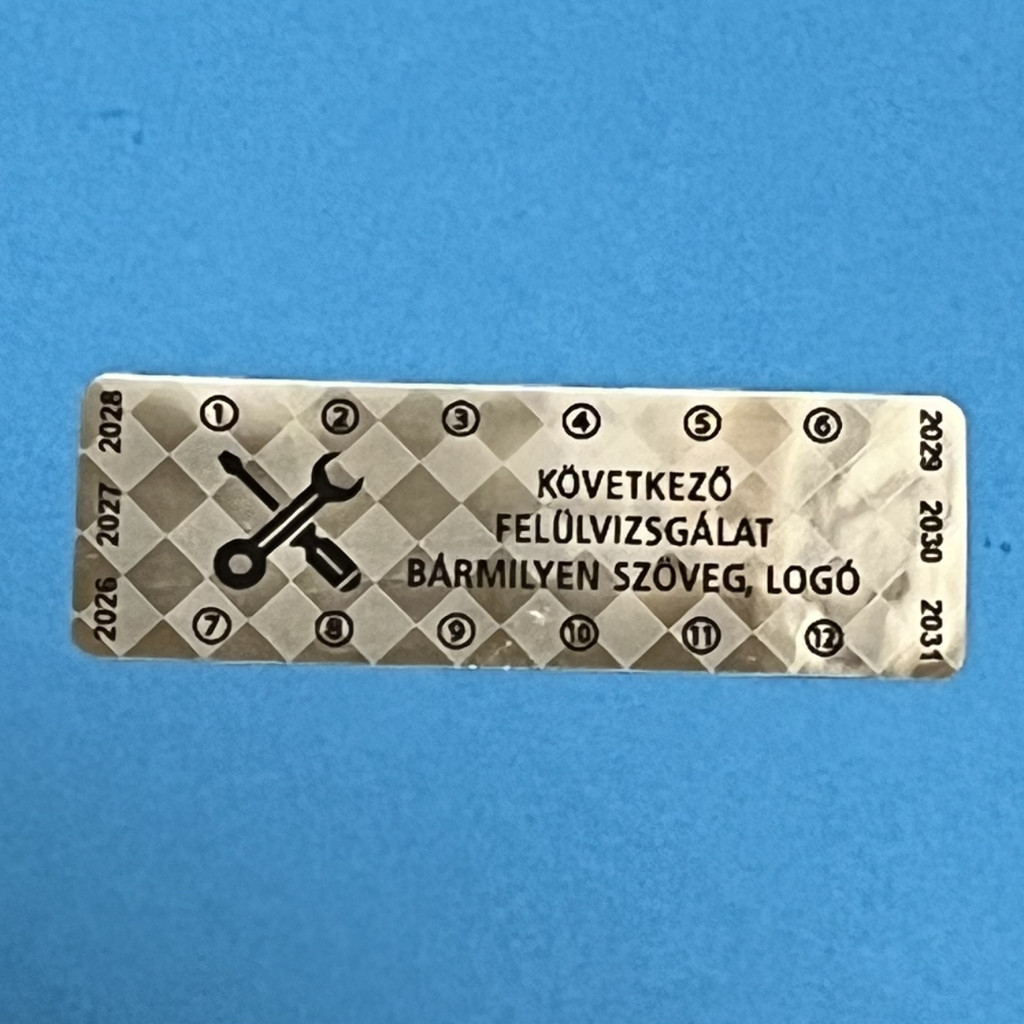 ① ② ③ ④ ⑤ ⑥
2028
2027
2026
KÖVETKEZŐ
FELÜLVIZSGÁLAT
BÁRMILYEN SZÖVEG, LOGÓ
2029
2030
2031
⑦ ⑧ ⑨ ⑩ ⑪ ⑫